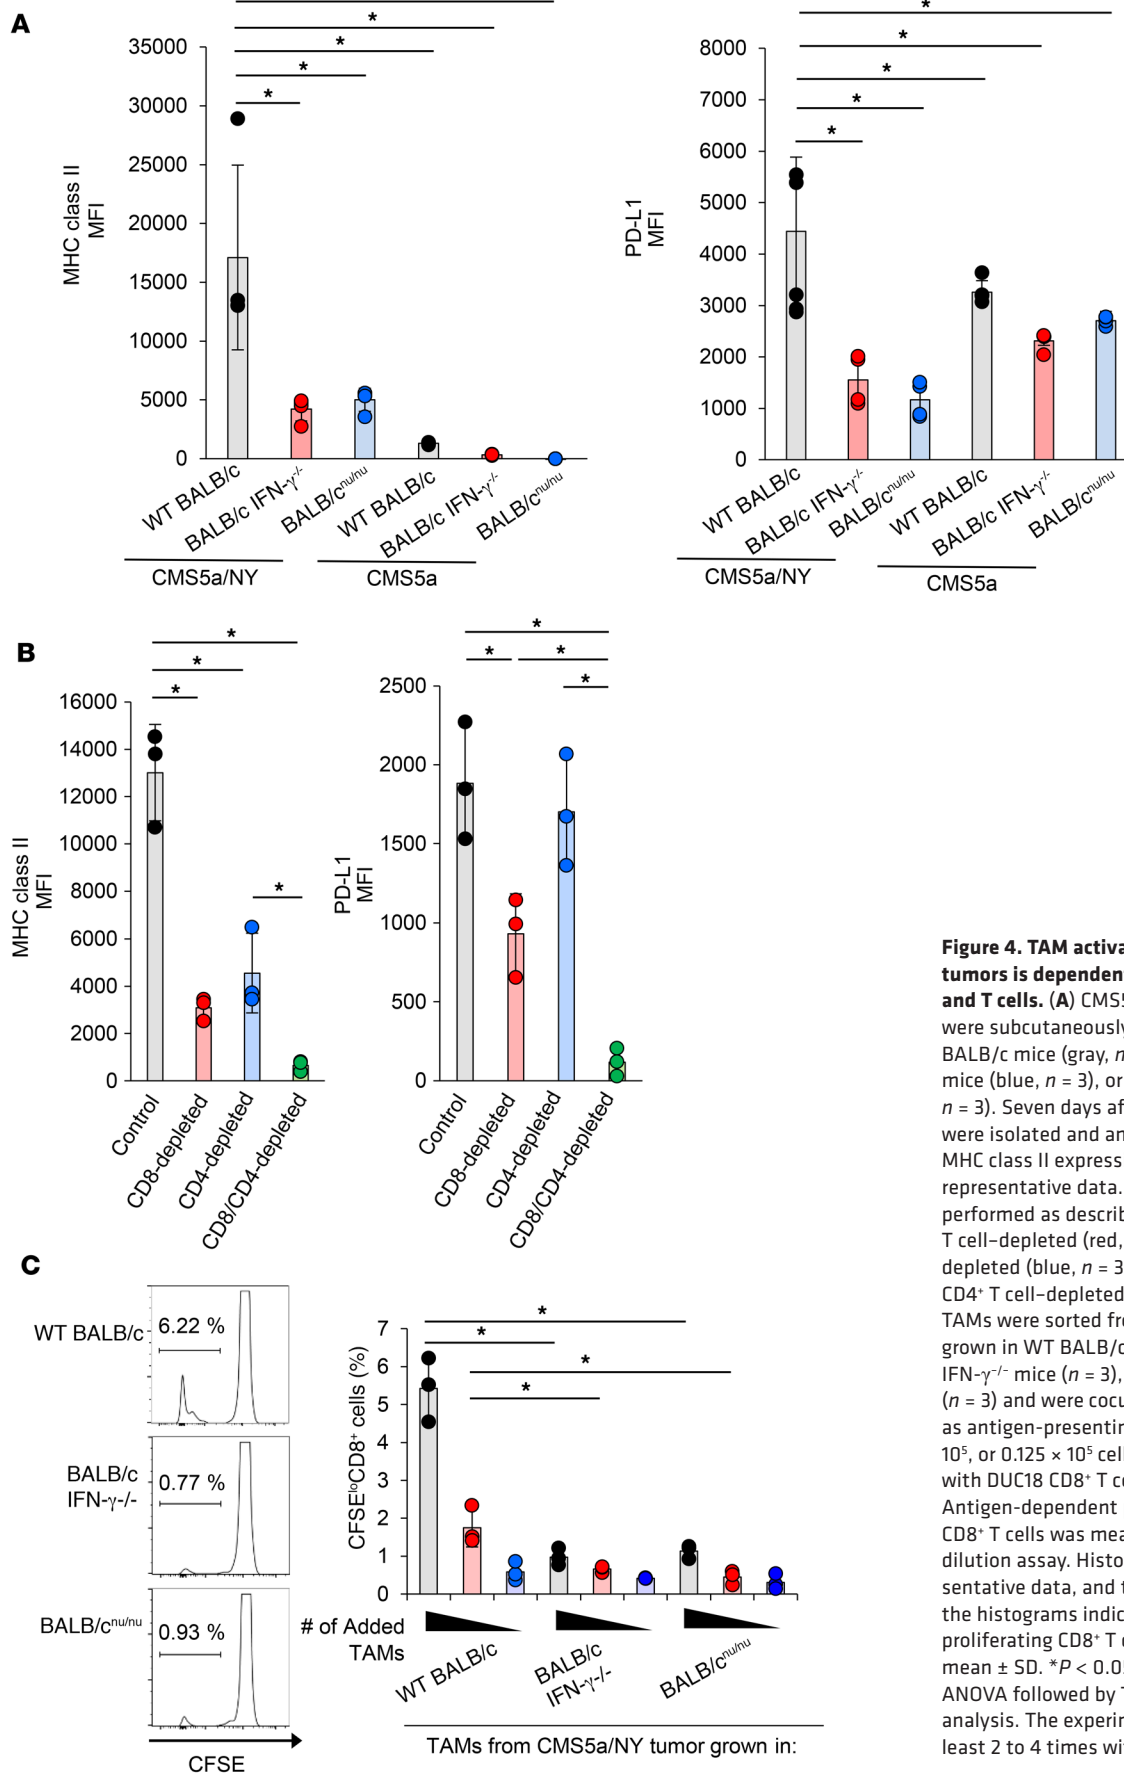 A
*
*
*
*
35000
30000
25000
20000
15000
10000
5000
0
MHC class II
MFI
WT BALB/c
BALB/c IFN-γ-/-
BALB/cnu/nu
WT BALB/c
BALB/c IFN-γ-/-
BALB/cnu/nu
CMS5a/NY
CMS5a
*
*
*
*
*
8000
7000
6000
5000
4000
3000
2000
1000
0
PD-L1
MFI
WT BALB/c
BALB/c IFN-γ-/-
BALB/cnu/nu
WT BALB/c
BALB/c IFN-γ-/-
BALB/cnu/nu
CMS5a/NY
CMS5a
B
*
*
*
*
16000
14000
12000
10000
8000
6000
4000
2000
0
MHC class II
MFI
Control
CD8-depleted
CD4-depleted
CD8/CD4-depleted
*
*
*
*
2500
2000
1500
1000
500
0
PD-L1
MFI
Control
CD8-depleted
CD4-depleted
CD8/CD4-depleted
C
WT BALB/c
6.22 %
BALB/c
IFN-γ-/-
0.77 %
BALB/cnu/nu
0.93 %
CFSE
*
*
*
*
7
6
5
4
3
2
1
0
CFSEloCD8+ cells (%)
# of Added
TAMs
WT BALB/c
BALB/c
IFN-γ-/-
BALB/cnu/nu
TAMs from CMS5a/NY tumor grown in:
Figure 4. TAM activa
tumors is dependent
and T cells. (A) CMS5
were subcutaneously
BALB/c mice (gray, n
mice (blue, n = 3), or
n = 3). Seven days af
were isolated and an
MHC class II express
representative data.
performed as describ
T cell–depleted (red,
depleted (blue, n = 3
CD4+ T cell–depleted
TAMs were sorted fro
grown in WT BALB/c
IFN-γ−/− mice (n = 3),
(n = 3) and were cocu
as antigen-presentin
10⁵, or 0.125 × 10⁵ cell
with DUC18 CD8+ T ce
Antigen-dependent
CD8+ T cells was mea
dilution assay. Histo
sentative data, and t
the histograms indic
proliferating CD8+ T c
mean ± SD. *P < 0.05
ANOVA followed by T
analysis. The experim
least 2 to 4 times wit